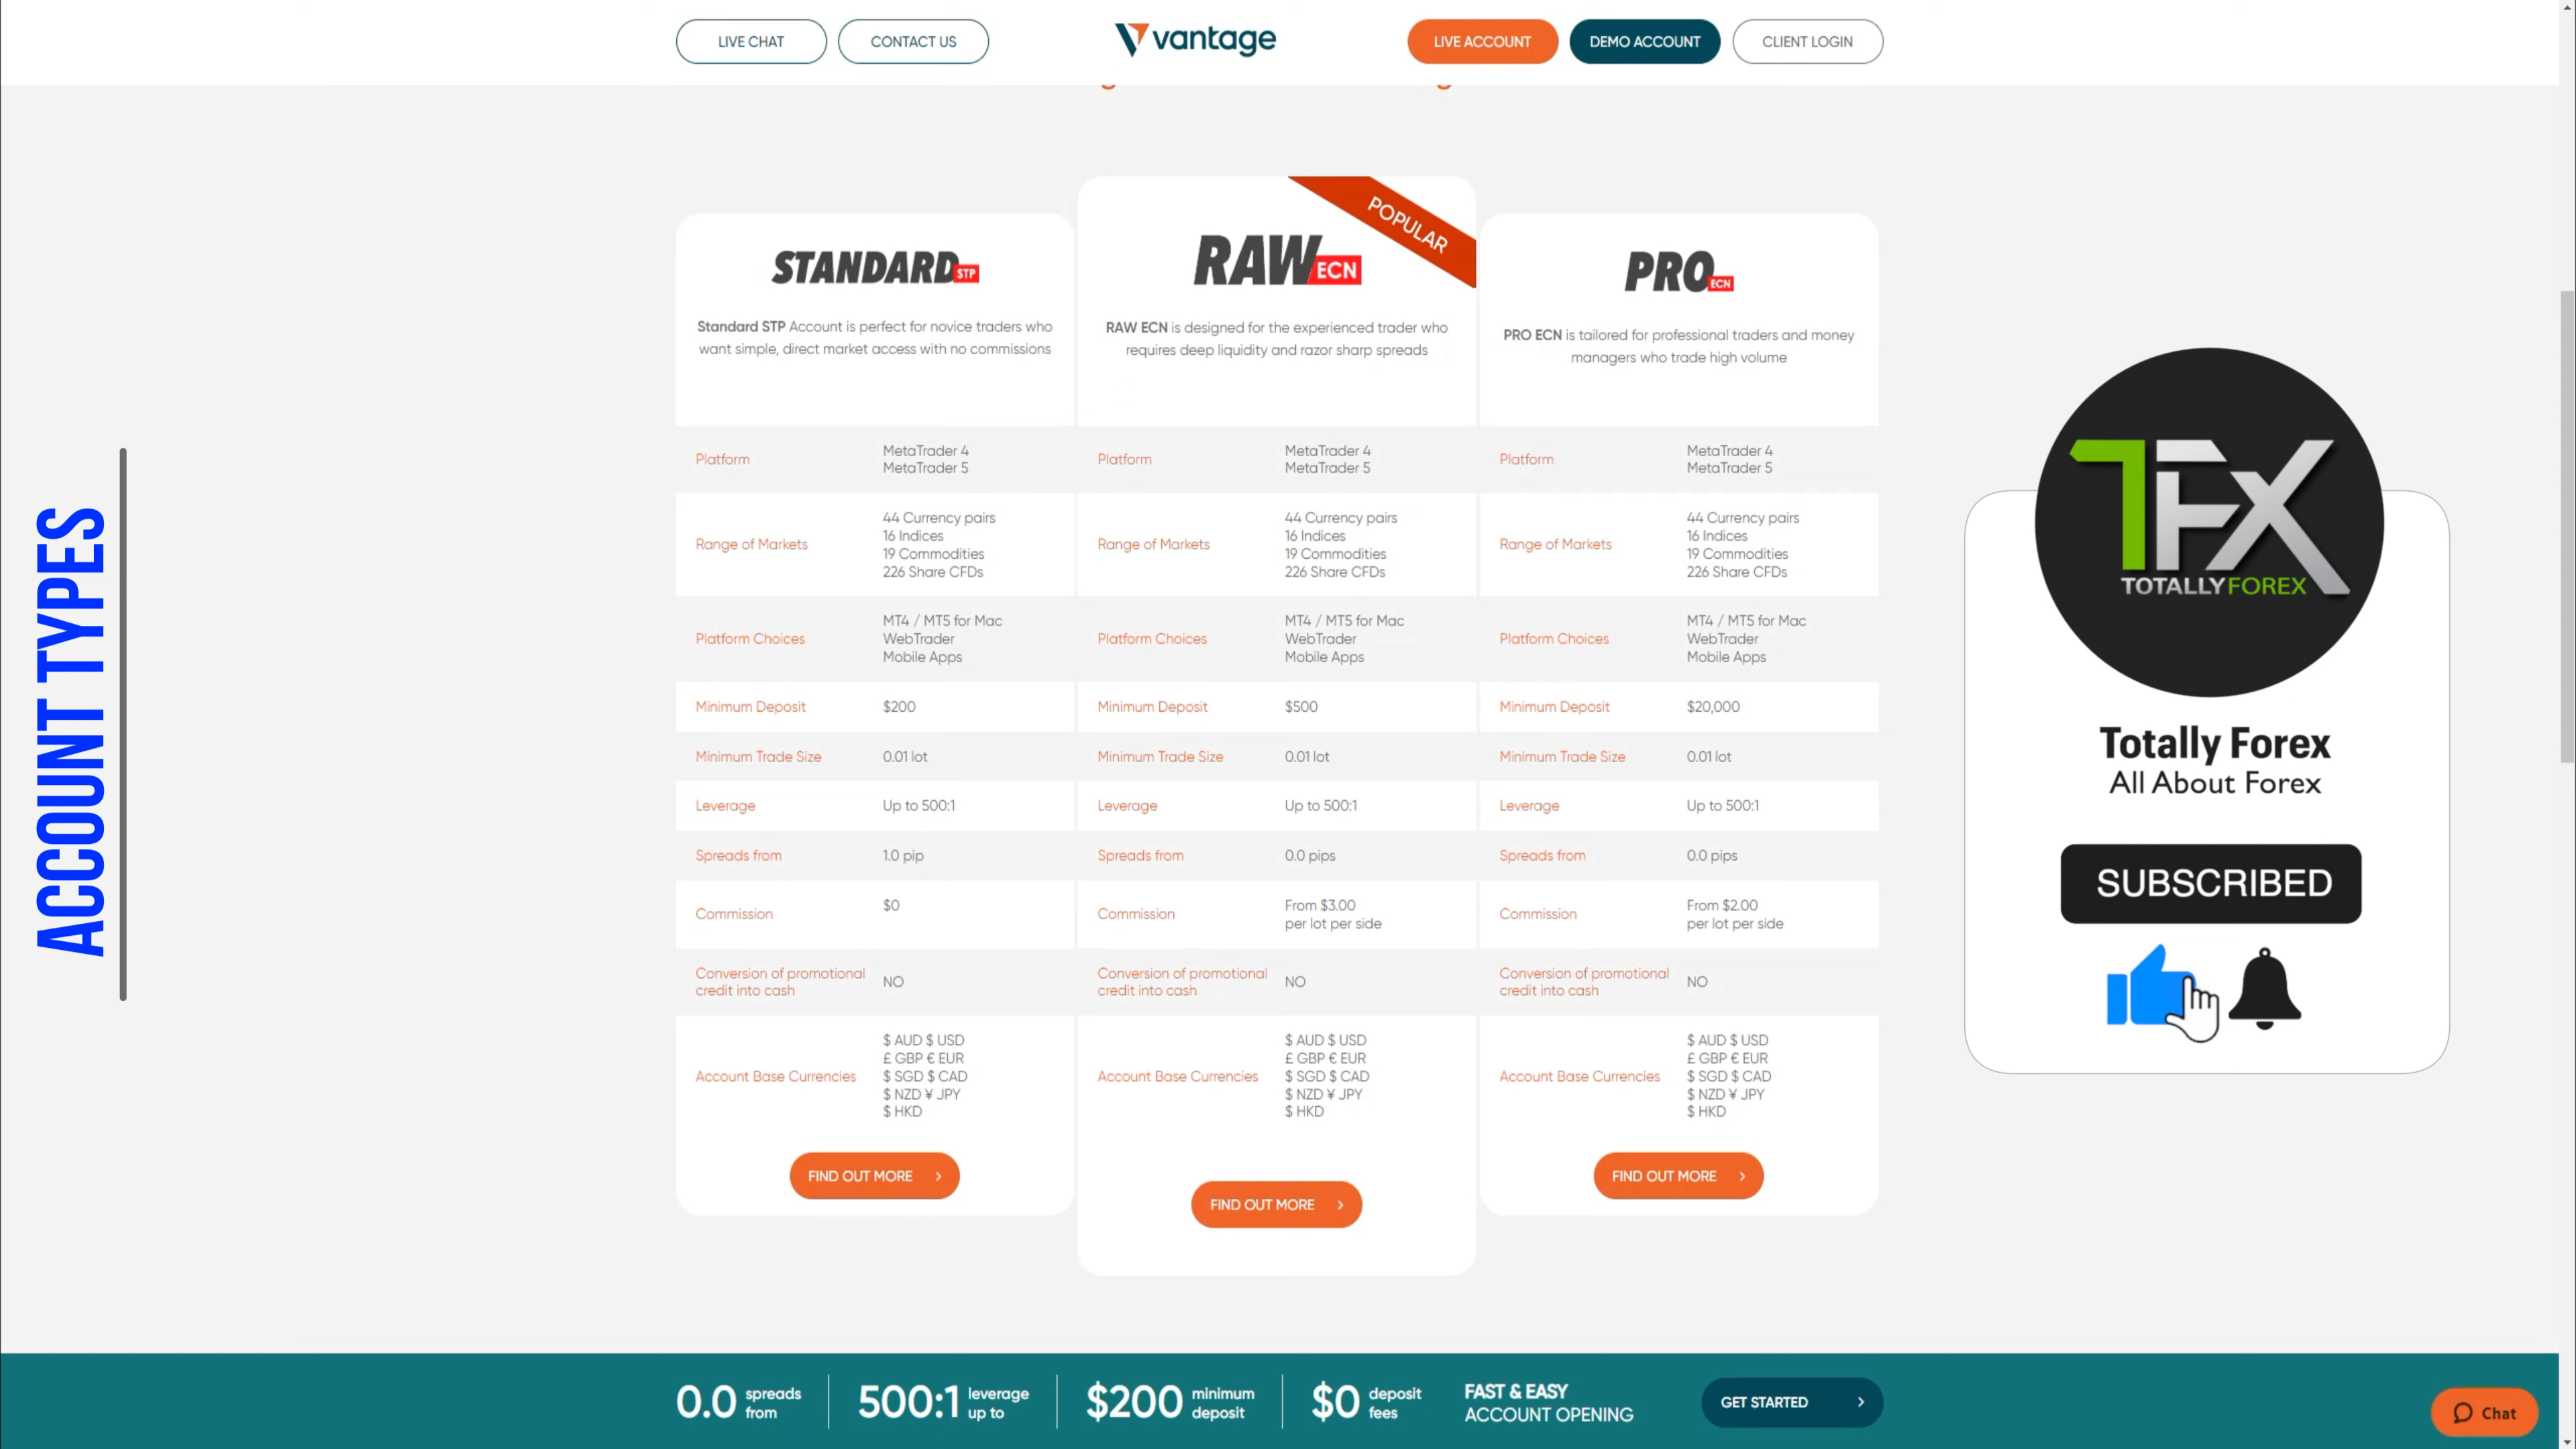 LIVE CHAT
CONTACT US
vantage
LIVE ACCOUNT
DEMO ACCOUNT
CLIENT LOGIN
ACCOUNT TYPES
STANDARD STP
Standard STP Account is perfect for novice traders who
want simple, direct market access with no commissions
Platform
MetaTrader 4
MetaTrader 5
Range of Markets
44 Currency pairs
16 Indices
19 Commodities
226 Share CFDs
Platform Choices
MT4 / MT5 for Mac
WebTrader
Mobile Apps
Minimum Deposit
$200
Minimum Trade Size
0.01 lot
Leverage
Up to 500:1
Spreads from
1.0 pip
Commission
$0
Conversion of promotional
credit into cash
NO
Account Base Currencies
$ AUD $ USD
£ GBP € EUR
$ SGD $ CAD
$ NZD ¥ JPY
$ HKD
FIND OUT MORE
POPULAR
RAW ECN
RAW ECN is designed for the experienced trader who
requires deep liquidity and razor sharp spreads
Platform
MetaTrader 4
MetaTrader 5
Range of Markets
44 Currency pairs
16 Indices
19 Commodities
226 Share CFDs
Platform Choices
MT4 / MT5 for Mac
WebTrader
Mobile Apps
Minimum Deposit
$500
Minimum Trade Size
0.01 lot
Leverage
Up to 500:1
Spreads from
0.0 pips
Commission
From $3.00
per lot per side
Conversion of promotional
credit into cash
NO
Account Base Currencies
$ AUD $ USD
£ GBP € EUR
$ SGD $ CAD
$ NZD ¥ JPY
$ HKD
FIND OUT MORE
PRO ECN
PRO ECN is tailored for professional traders and money
managers who trade high volume
Platform
MetaTrader 4
MetaTrader 5
Range of Markets
44 Currency pairs
16 Indices
19 Commodities
226 Share CFDs
Platform Choices
MT4 / MT5 for Mac
WebTrader
Mobile Apps
Minimum Deposit
$20,000
Minimum Trade Size
0.01 lot
Leverage
Up to 500:1
Spreads from
0.0 pips
Commission
From $2.00
per lot per side
Conversion of promotional
credit into cash
NO
Account Base Currencies
$ AUD $ USD
£ GBP € EUR
$ SGD $ CAD
$ NZD ¥ JPY
$ HKD
FIND OUT MORE
TFX
TOTALLYFOREX
Totally Forex
All About Forex
SUBSCRIBED
0.0 spreads
from
500:1 leverage
up to
$200 minimum
deposit
$0 deposit
fees
FAST & EASY
ACCOUNT OPENING
GET STARTED
Chat